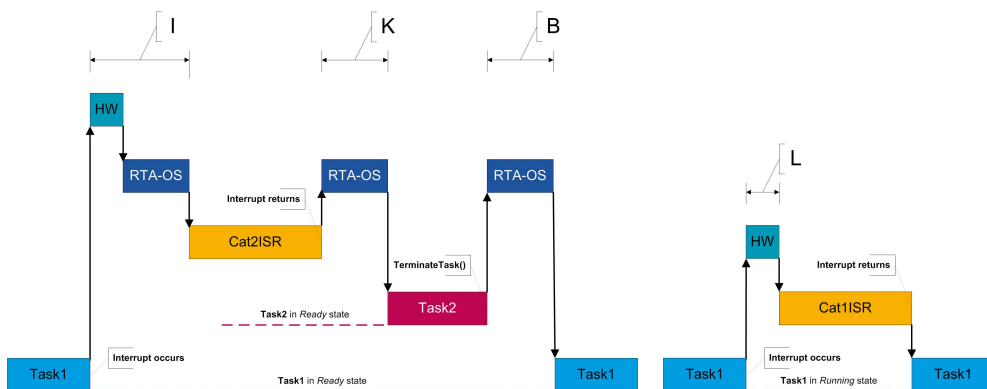 I
K
B
HW
RTA-OS
RTA-OS
RTA-OS
L
Interrupt returns
HW
Cat2ISR
TerminateTask()
Interrupt returns
Task2
Cat1ISR
Task2 in Ready state
Task1
Interrupt occurs
Task1 in Ready state
Task1
Task1
Interrupt occurs
Task1 in Running state
Task1